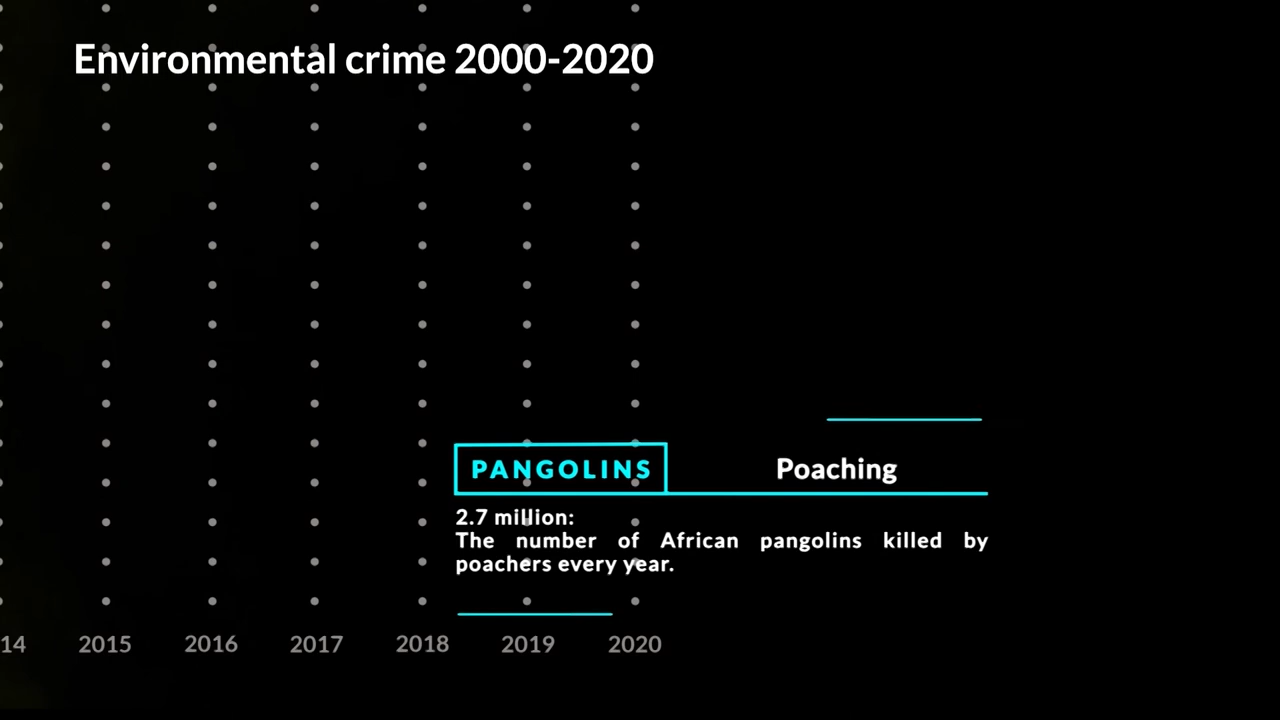 Environmental crime 2000-2020
PANGOLINS
Poaching
2.7 million:
The number of African pangolins killed by
poachers every year.
14 2015 2016 2017 2018 2019 2020